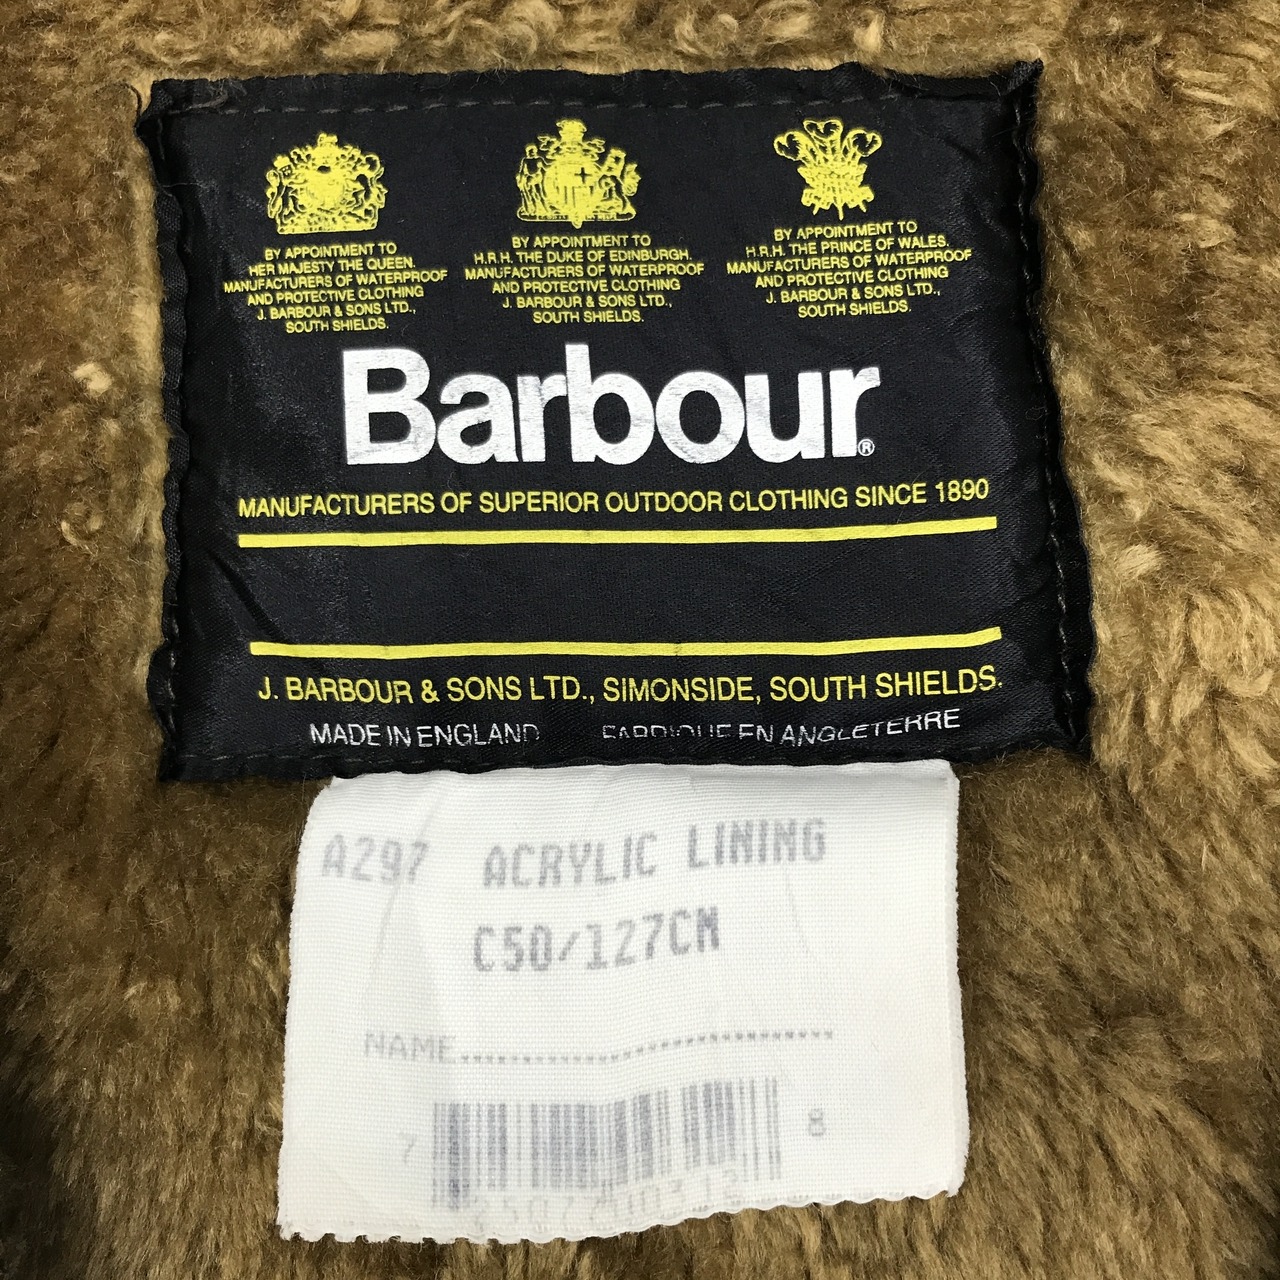 BY APPOINTMENT TO
HER MAJESTY THE QUEEN.
MANUFACTURERS OF WATERPROOF
AND PROTECTIVE CLOTHING
J. BARBOUR & SONS LTD.,
SOUTH SHIELDS.
BY APPOINTMENT TO
H.R.H. THE DUKE OF EDINBURGH.
MANUFACTURERS OF WATERPROOF
AND PROTECTIVE CLOTHING
J. BARBOUR & SONS LTD.,
SOUTH SHIELDS.
BY APPOINTMENT TO
H.R.H. THE PRINCE OF WALES.
MANUFACTURERS OF WATERPROOF
AND PROTECTIVE CLOTHING
J. BARBOUR & SONS LTD.,
SOUTH SHIELDS.
Barbour®
MANUFACTURERS OF SUPERIOR OUTDOOR CLOTHING SINCE 1890
J. BARBOUR & SONS LTD., SIMONSIDE, SOUTH SHIELDS.
MADE IN ENGLAND FABRIQUE EN ANGLETERRE
A297 ACRYLIC LINING
C50/127CM
NAME...............................
7 8